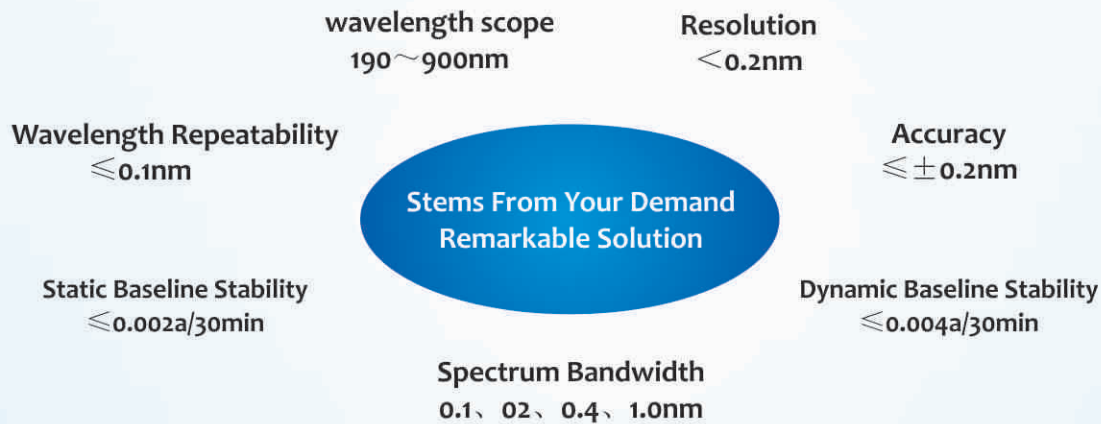 wavelength scope
190～900nm
Resolution
＜0.2nm
Wavelength Repeatability
≤0.1nm
Accuracy
≤±0.2nm
Stems From Your Demand
Remarkable Solution
Static Baseline Stability
≤0.002a/30min
Dynamic Baseline Stability
≤0.004a/30min
Spectrum Bandwidth
0.1、02、0.4、1.0nm